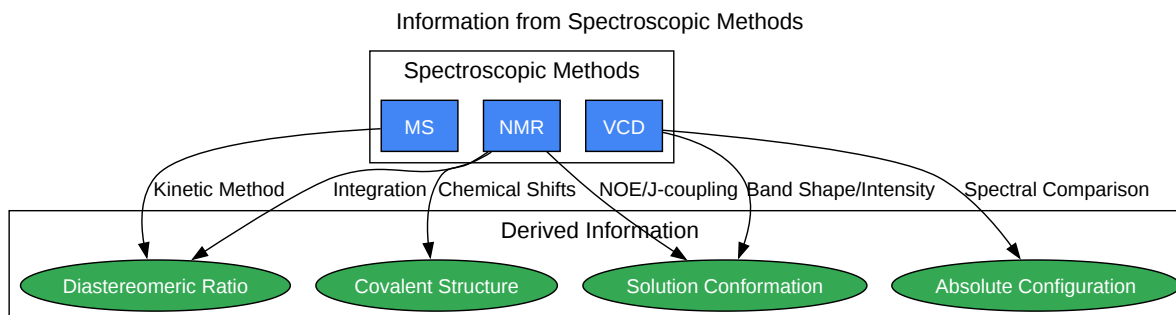 Information from Spectroscopic Methods
Spectroscopic Methods
MS
NMR
VCD
Kinetic Method
Integration
Chemical Shifts
NOE/J-coupling
Band Shape/Intensity
Spectral Comparison
Derived Information
Diastereomeric Ratio
Covalent Structure
Solution Conformation
Absolute Configuration